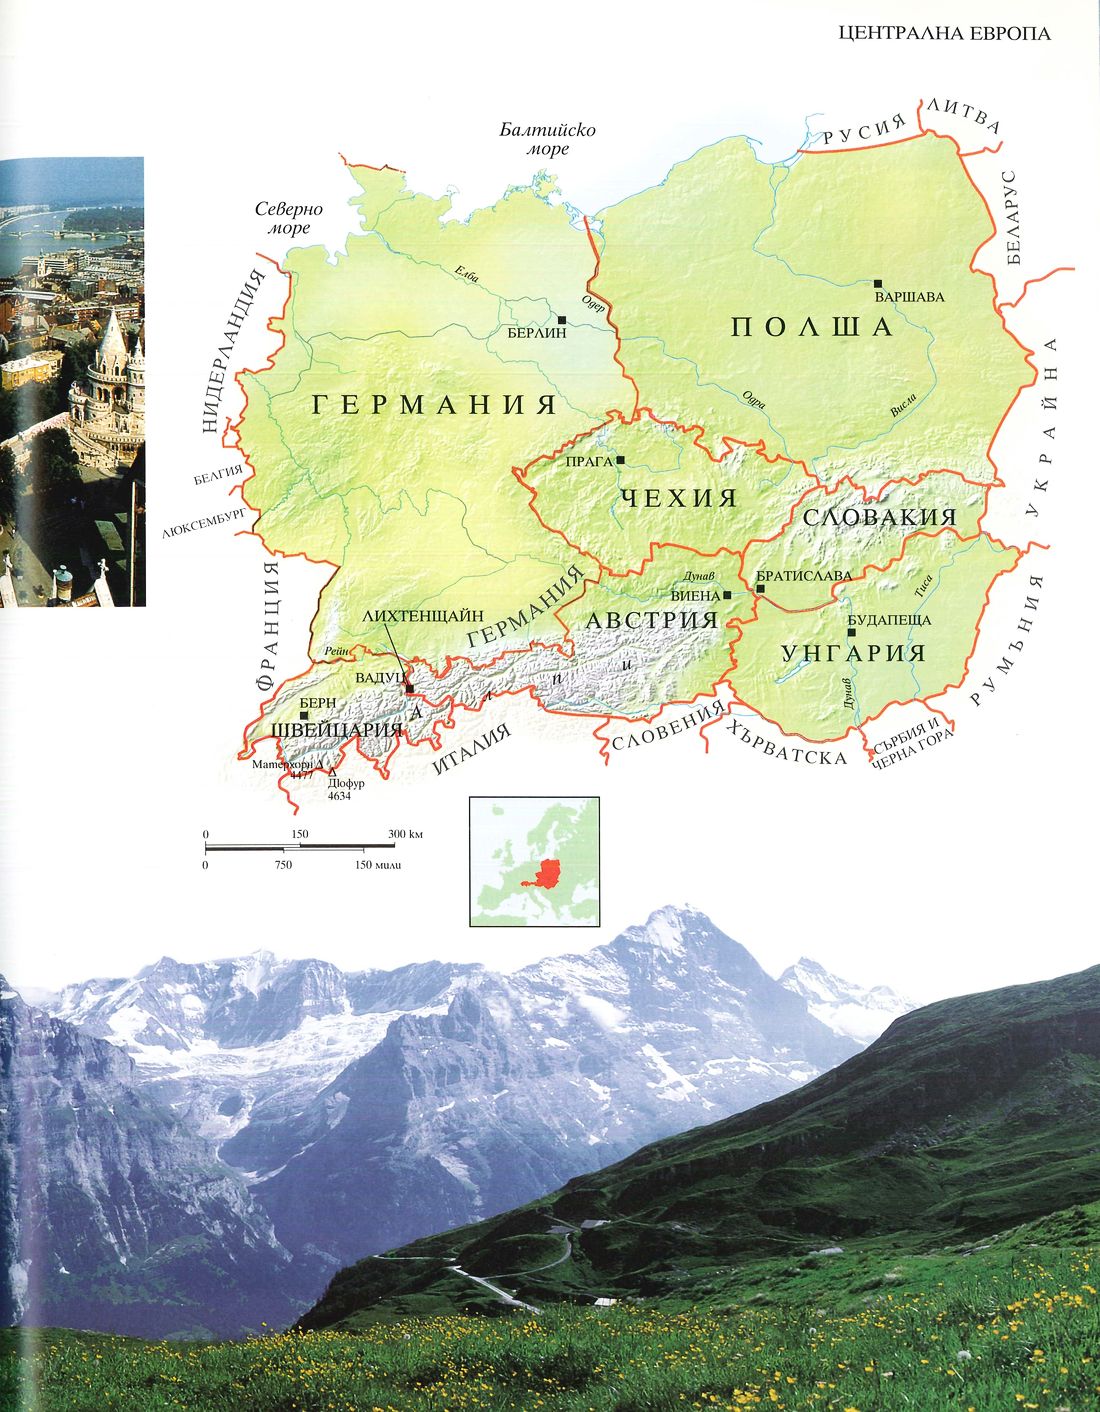 ЦЕНТРАЛНА ЕВРОПА
Балтийско
море
РУСИЯ
ЛИТВА
Северно
море
БЕЛАРУС
НИДЕРЛАНДИЯ
Елба
Одер
ВАРШАВА
БЕРЛИН
ПОЛША
УКРАЙНА
ГЕРМАНИЯ
Одра
Висла
БЕЛГИЯ
ПРАГА
ЧЕХИЯ
СЛОВАКИЯ
ЛЮКСЕМБУРГ
ФРАНЦИЯ
Дунав
БРАТИСЛАВА
Тиса
ВИЕНА
ЛИХТЕНЩАЙН
ГЕРМАНИЯ
АВСТРИЯ
БУДАПЕЩА
РУМЪНИЯ
Рейн
УНГАРИЯ
ВАДУЦ
Алпи
Дунав
БЕРН
ШВЕЙЦАРИЯ
ИТАЛИЯ
СЛОВЕНИЯ
ХЪРВАТСКА
СЪРБИЯ И
ЧЕРНА ГОРА
Матерхорн
4477
Дюфур
4634
0 150 300 км
0 750 150 мили